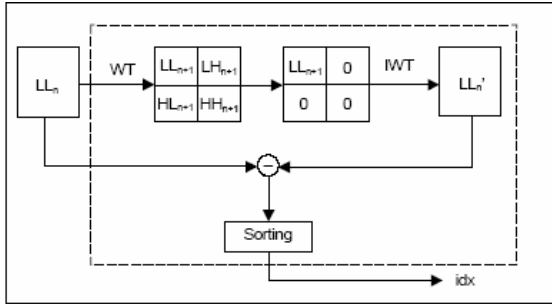 LLₙ
WT
LLₙ₊₁ LHₙ₊₁
HLₙ₊₁ HHₙ₊₁
LLₙ₊₁ 0
0 0
IWT
LLₙ'
−
Sorting
idx